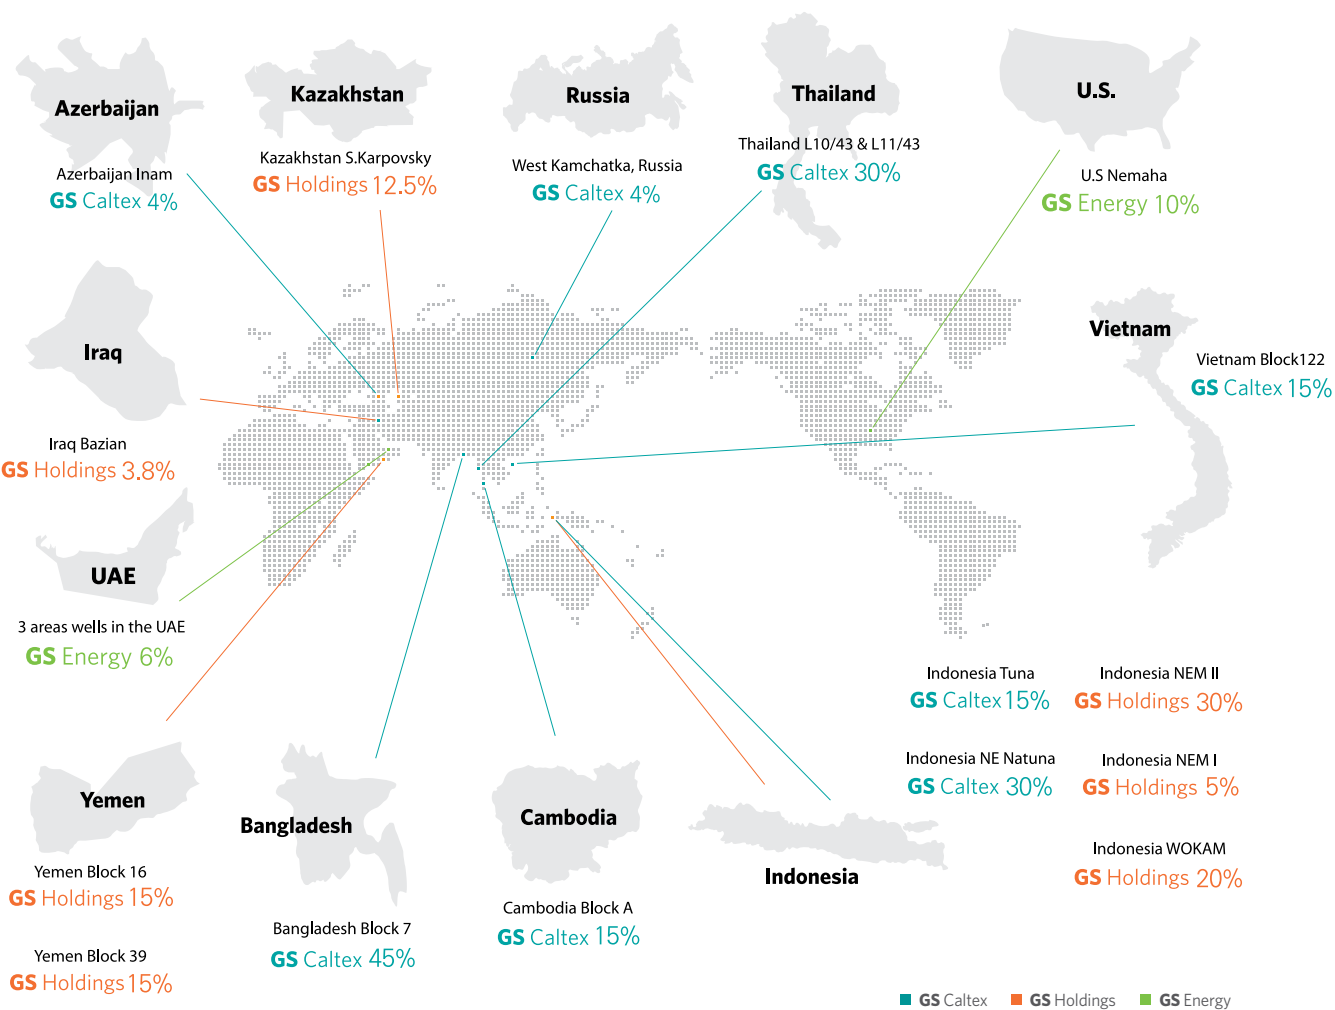 Azerbaijan
Azerbaijan Inam
GS Caltex 4%
Kazakhstan
Kazakhstan S.Karpovsky
GS Holdings 12.5%
Russia
West Kamchatka, Russia
GS Caltex 4%
Thailand
Thailand L10/43 & L11/43
GS Caltex 30%
U.S.
U.S Nemaha
GS Energy 10%
Iraq
Iraq Bazian
GS Holdings 3.8%
Vietnam
Vietnam Block122
GS Caltex 15%
UAE
3 areas wells in the UAE
GS Energy 6%
Yemen
Yemen Block 16
GS Holdings 15%
Yemen Block 39
GS Holdings 15%
Bangladesh
Bangladesh Block 7
GS Caltex 45%
Cambodia
Cambodia Block A
GS Caltex 15%
Indonesia
Indonesia Tuna
GS Caltex 15%
Indonesia NEM II
GS Holdings 30%
Indonesia NE Natuna
GS Caltex 30%
Indonesia NEM I
GS Holdings 5%
Indonesia WOKAM
GS Holdings 20%
GS Caltex
GS Holdings
GS Energy